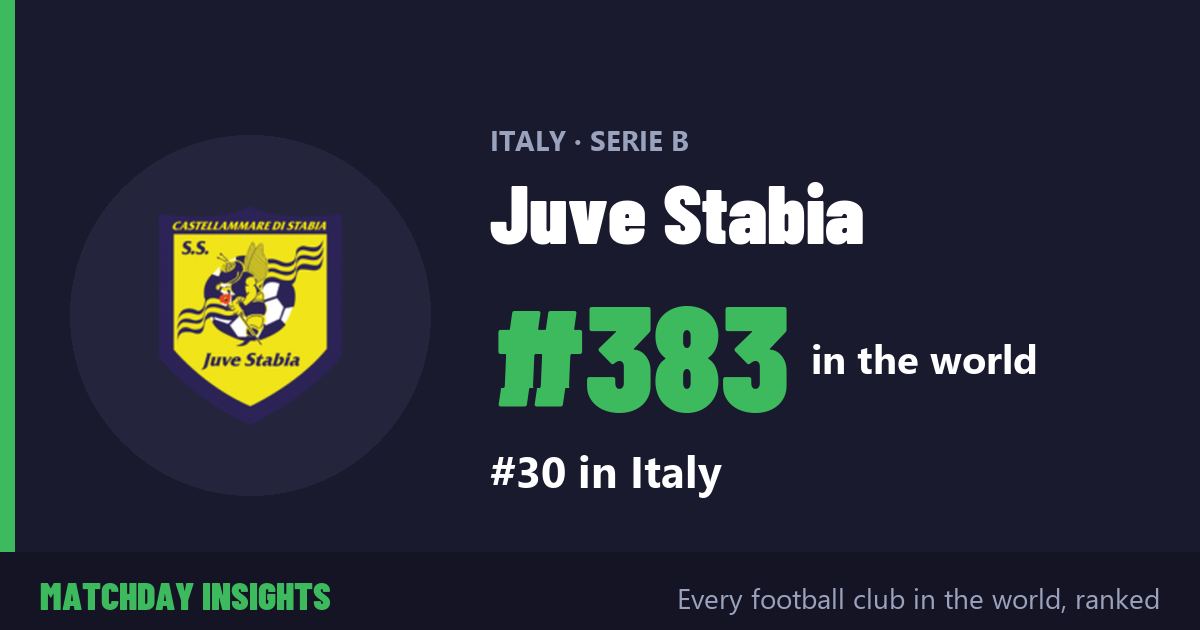 CASTELLAMMARE DI STABIA
S.S.
Juve Stabia
ITALY · SERIE B
Juve Stabia
#383 in the world
#30 in Italy
MATCHDAY INSIGHTS
Every football club in the world, ranked